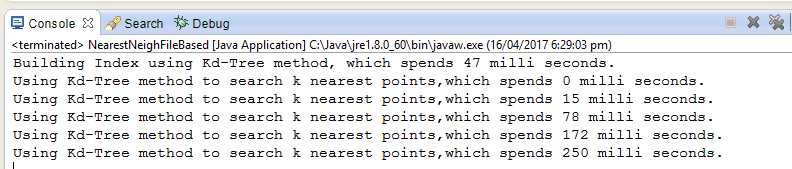 Console Search Debug
<terminated> NearestNeighFileBased [Java Application] C:\Java\jre1.8.0_60\bin\javaw.exe (16/04/2017 6:29:03 pm)
Building Index using Kd-Tree method, which spends 47 milli seconds.
Using Kd-Tree method to search k nearest points,which spends 0 milli seconds.
Using Kd-Tree method to search k nearest points,which spends 15 milli seconds.
Using Kd-Tree method to search k nearest points,which spends 78 milli seconds.
Using Kd-Tree method to search k nearest points,which spends 172 milli seconds.
Using Kd-Tree method to search k nearest points,which spends 250 milli seconds.